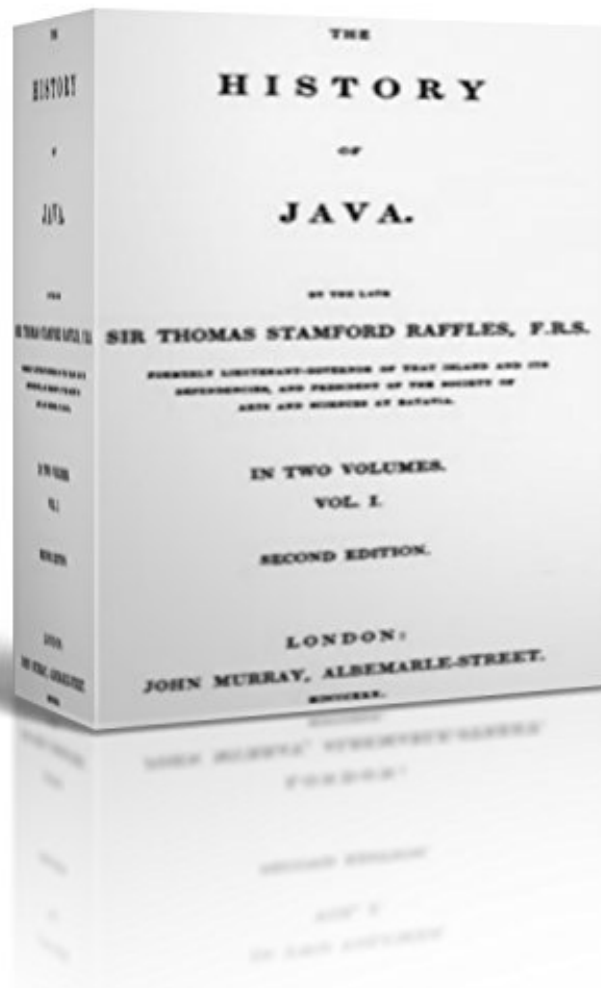 THE
HISTORY
OF
JAVA.
BY THE LATE
SIR THOMAS STAMFORD RAFFLES, F.R.S.
FORMERLY LIEUTENANT-GOVERNOR OF THAT ISLAND AND ITS
DEPENDENCIES, AND PRESIDENT OF THE SOCIETY OF
ARTS AND SCIENCES AT BATAVIA.
IN TWO VOLUMES.
VOL. I.
SECOND EDITION.
LONDON:
JOHN MURRAY, ALBEMARLE-STREET.
MDCCCXXX.
HISTORY
JAVA